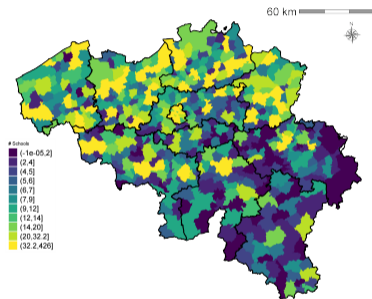 60 km
N
# Schools
(-1e-05,2]
(2,4]
(4,5]
(5,6]
(6,7]
(7,9]
(9,12]
(12,14]
(14,20]
(20,32.2]
(32.2,426]